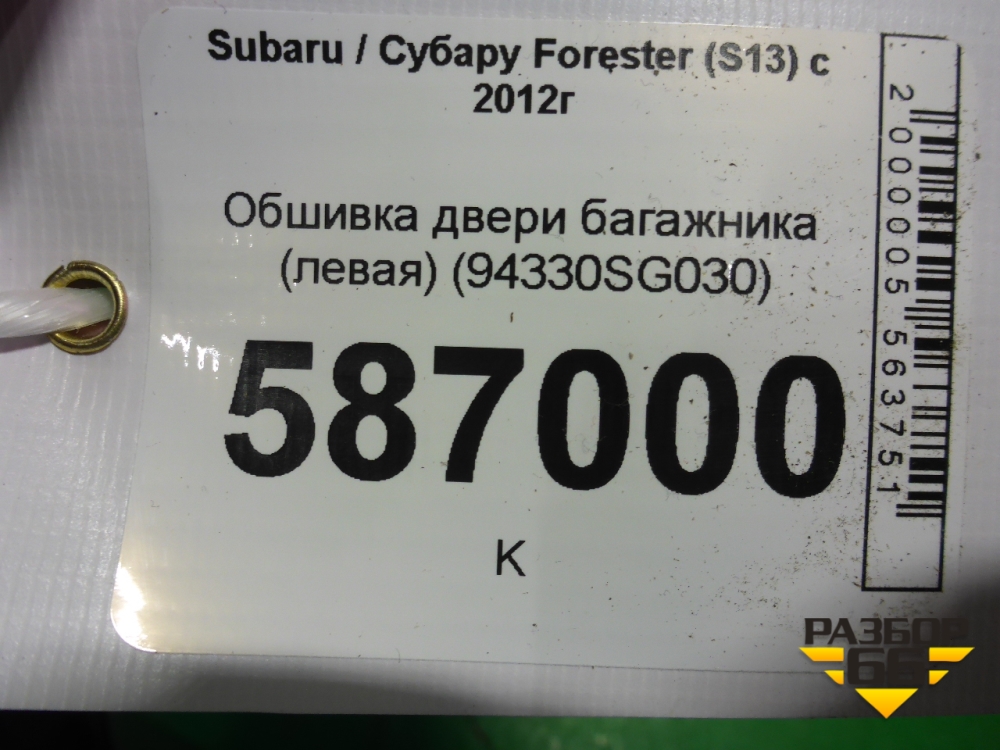 Subaru / Субару Forester (S13) с
2012г
Обшивка двери багажника
(левая) (94330SG030)
587000
К
2000005563751
РАЗБОР
66